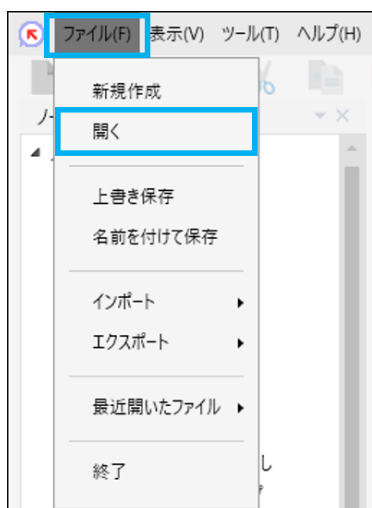 ファイル(F) 表示(V) ツール(T) ヘルプ(H)
新規作成
開く
上書き保存
名前を付けて保存
インポート
エクスポート
最近開いたファイル
終了
し